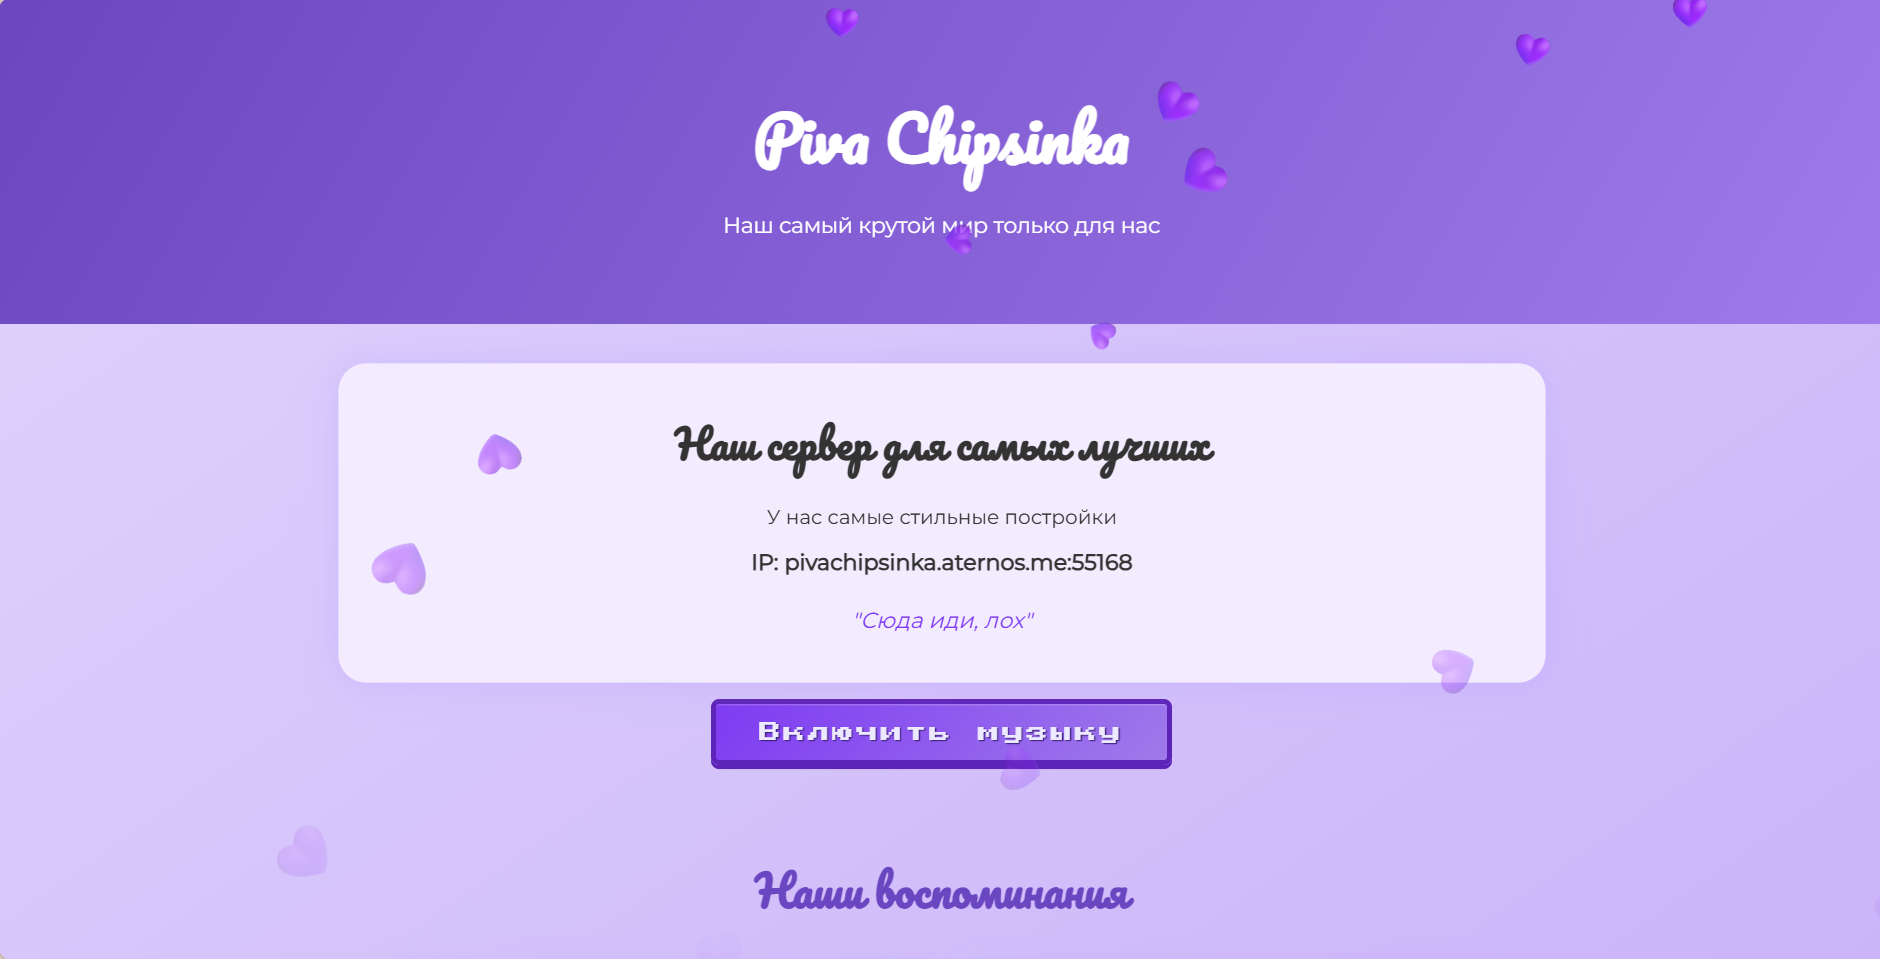 Piva Chipsinka
Наш самый крутой мир только для нас
Наш сервер для самых лучших
У нас самые стильные постройки
IP: pivachipsinka.aternos.me:55168
"Сюда иди, лох"
Включить музыку
Наши воспоминания